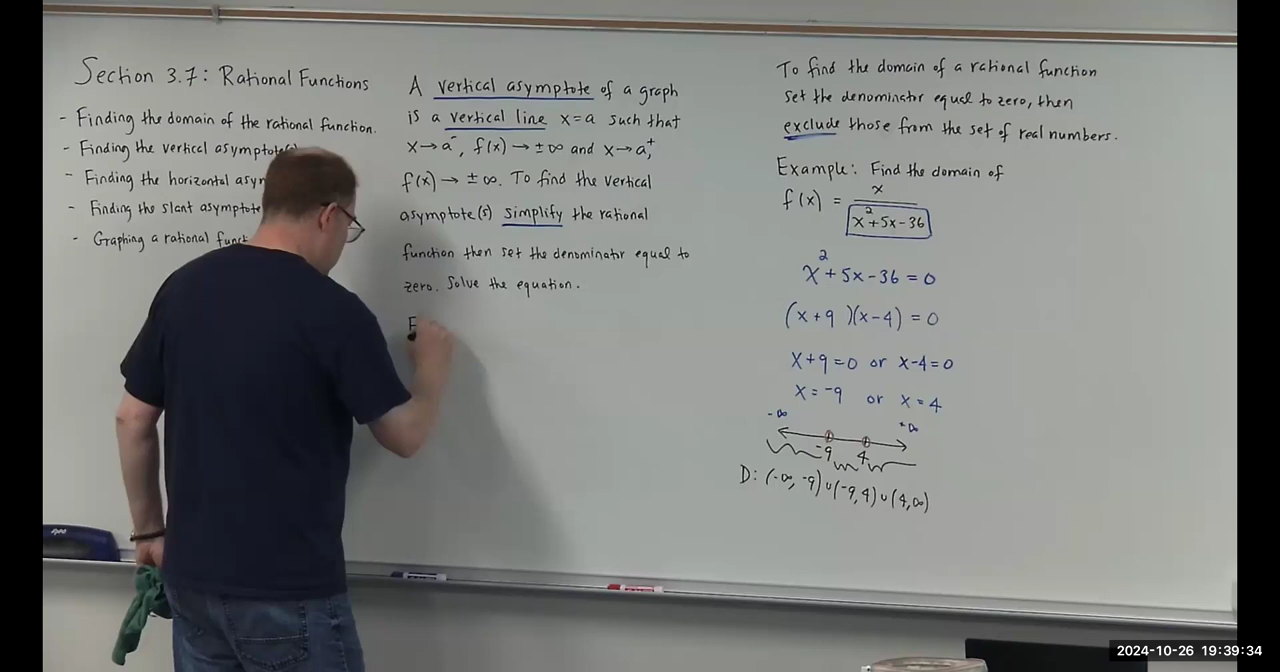 Section 3.7: Rational Functions
- Finding the domain of the rational function.
- Finding the vertical asymptote(s)
- Finding the horizontal asym
- Finding the slant asymptote
- Graphing a rational funct
A vertical asymptote of a graph
is a vertical line x=a such that
x→a⁻, f(x)→±∞ and x→a⁺,
f(x)→±∞. To find the vertical
asymptote(s) simplify the rational
function then set the denominator equal to
zero. Solve the equation.
E
To find the domain of a rational function
set the denominator equal to zero, then
exclude those from the set of real numbers.
Example: Find the domain of
f(x) = x / x²+5x-36
x²+5x-36=0
(x+9)(x-4)=0
x+9=0 or x-4=0
x=-9 or x=4
-∞ +∞
-9 4
D: (-∞,-9)∪(-9,4)∪(4,∞)
expo
2024-10-26 19:39:34